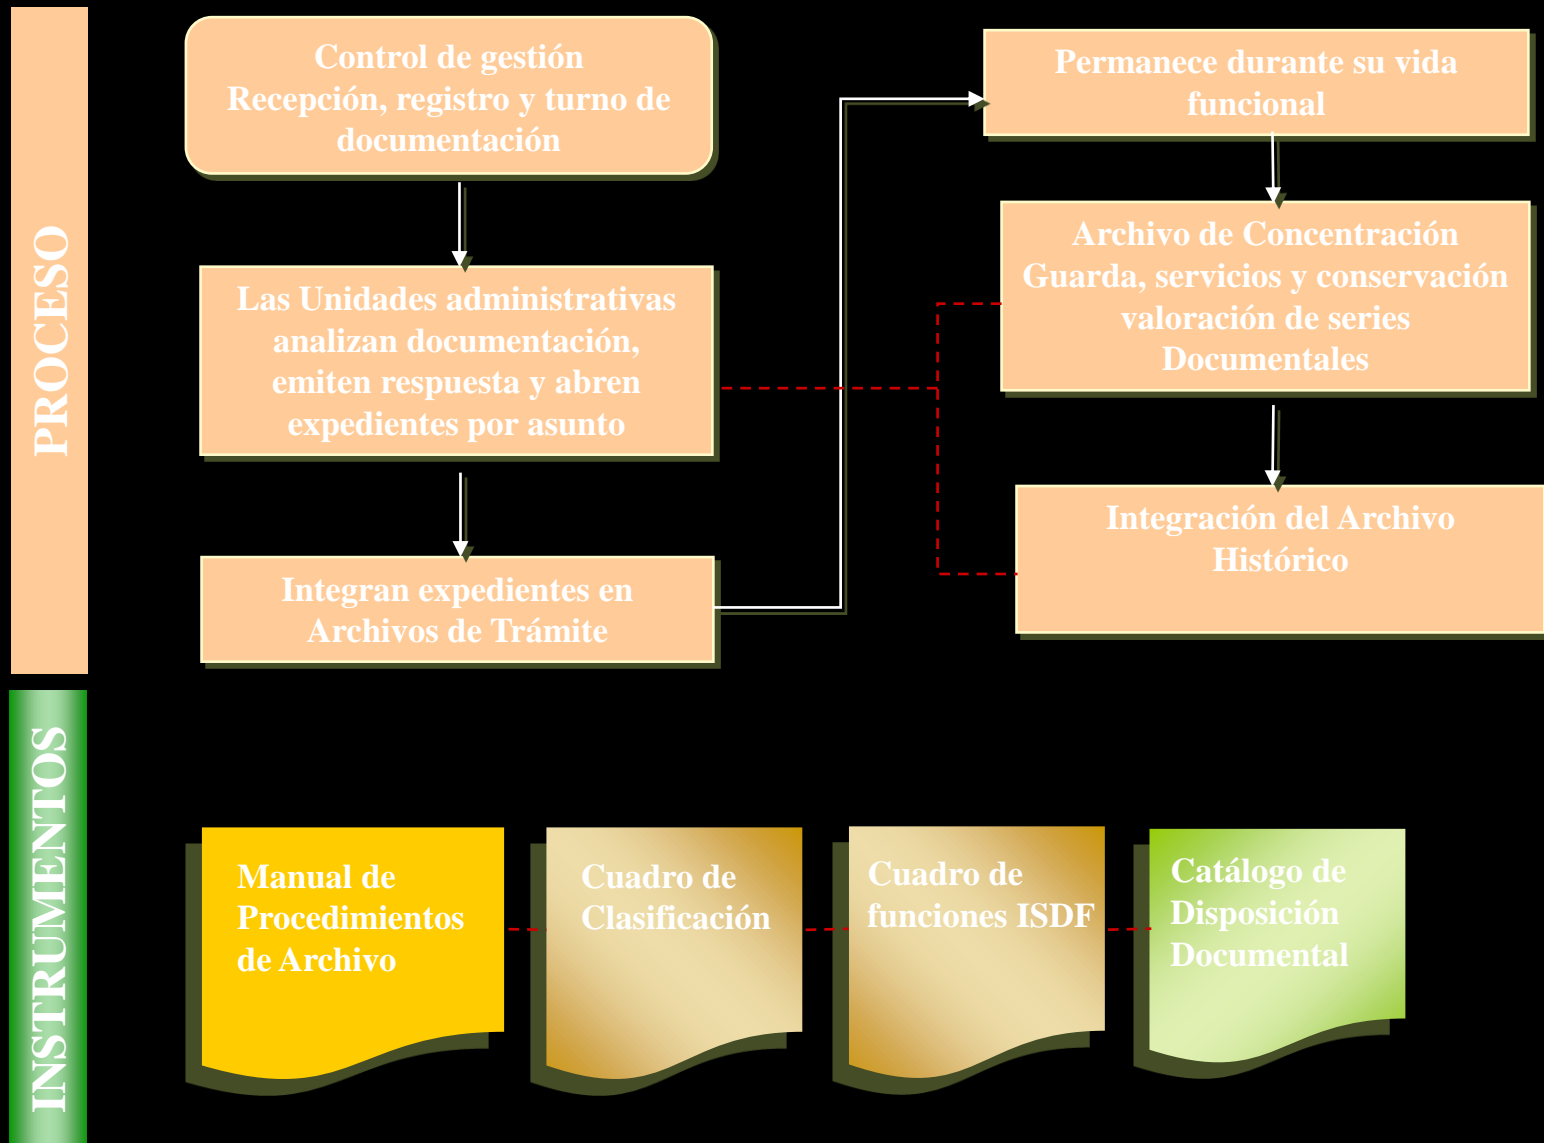 PROCESO
Control de gestión
Recepción, registro y turno de
documentación
Las Unidades administrativas
analizan documentación,
emiten respuesta y abren
expedientes por asunto
Integran expedientes en
Archivos de Trámite
Permanece durante su vida
funcional
Archivo de Concentración
Guarda, servicios y conservación
valoración de series
Documentales
Integración del Archivo
Histórico
INSTRUMENTOS
Manual de
Procedimientos
de Archivo
Cuadro de
Clasificación
Cuadro de
funciones ISDF
Catálogo de
Disposición
Documental